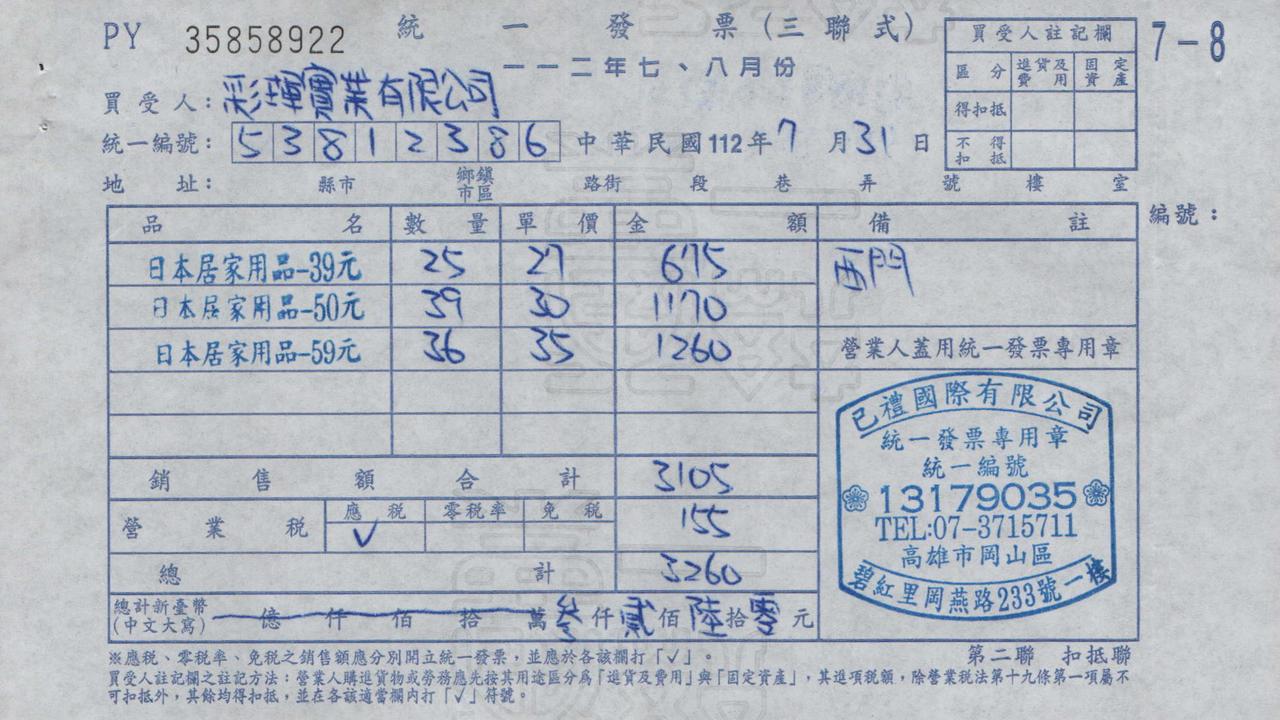 PY 35858922
統一發票(三聯式)
一一二年七、八月份
7-8
買受人註記欄
區分 進貨及費用 固定資產
得扣抵
不得扣抵
買受人:彩琿實業有限公司
統一編號:53812386
中華民國112年7月31日
地址: 縣市 鄉鎮市區 路街 段 巷 弄 號 樓 室
品名 數量 單價 金額 備註
編號:
日本居家用品-39元 25 27 675 西門
日本居家用品-50元 39 30 1170
日本居家用品-59元 36 35 1260
營業人蓋用統一發票專用章
銷售額合計 3105
營業稅 應稅 V 零稅率 免稅 155
總計 3260
總計新臺幣
(中文大寫) 億 仟 佰 拾 萬 叁仟貳佰陸拾零元
已禮國際有限公司
統一發票專用章
統一編號
13179035
TEL:07-3715711
高雄市岡山區
碧紅里岡燕路233號一樓
第二聯 扣抵聯
※應稅、零稅率、免稅之銷售額應分別開立統一發票,並應於各該欄打「✓」。
買受人註記欄之註記方法:營業人購進貨物或勞務應先按其用途區分為「進貨及費用」與「固定資產」,其進項稅額,除營業稅法第十九條第一項屬不
可扣抵外,其餘均得扣抵,並在各該適當欄內打「✓」符號。